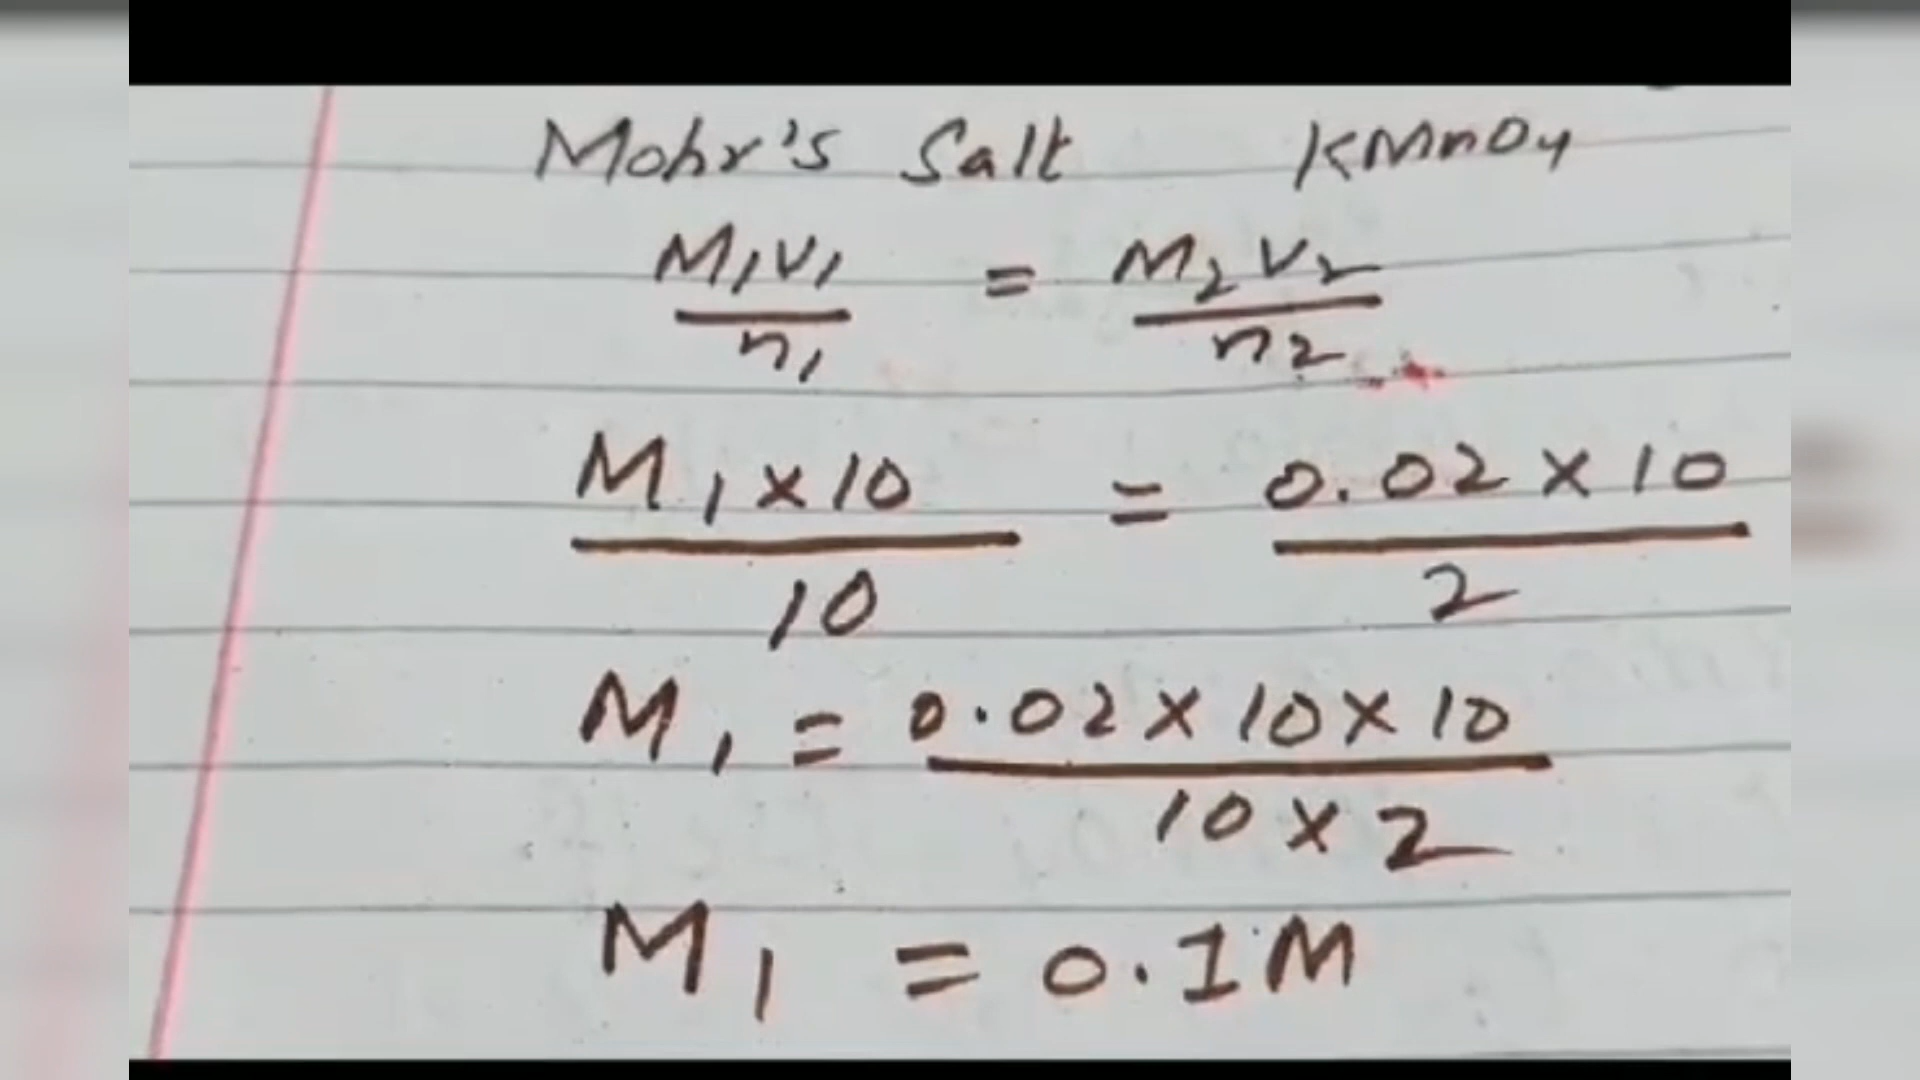 Mohr's Salt KMnO4
M1V1/n1 = M2V2/n2
M1 x 10/10 = 0.02 x 10/2
M1 = 0.02 x 10 x 10/10 x 2
M1 = 0.1M